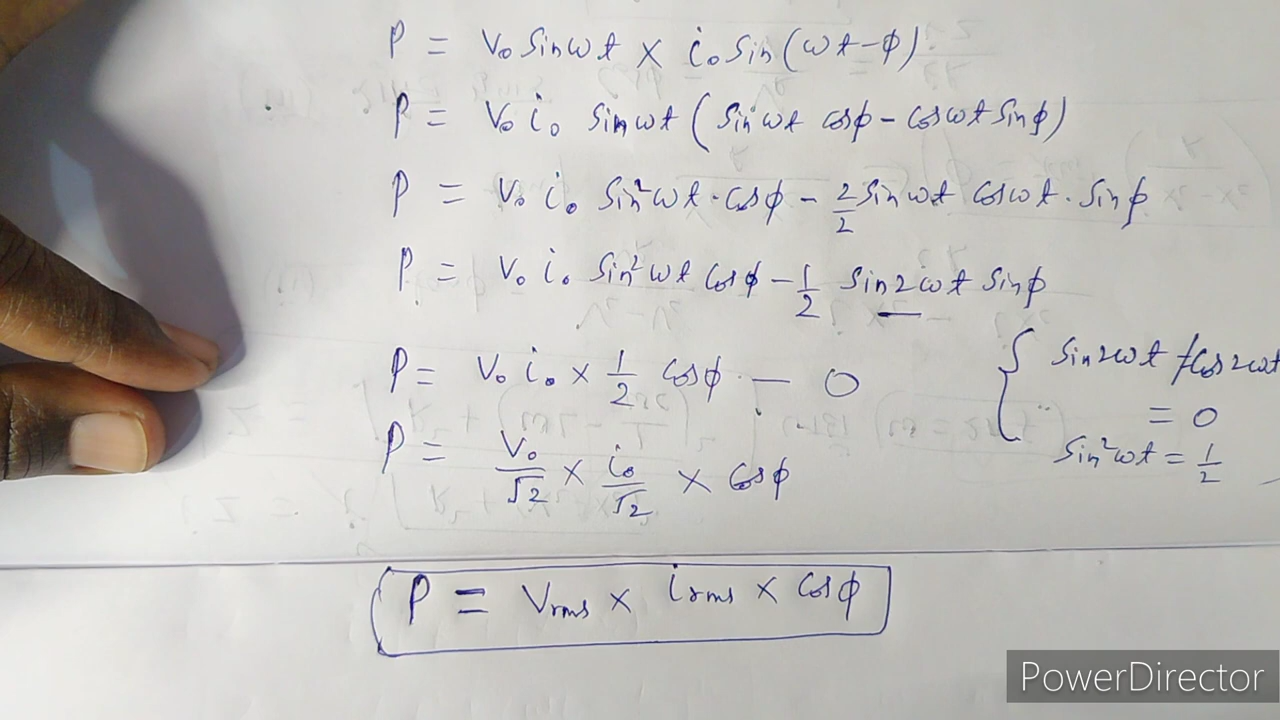 P = V₀ Sinωt × i₀ Sin(ωt-ϕ)
P = V₀ i₀ Sinωt (Sinωt cosϕ - cosωt Sinϕ)
P = V₀ i₀ Sin²ωt · cosϕ - 2/2 Sinωt cosωt · Sinϕ
P = V₀ i₀ Sin²ωt cosϕ - 1/2 Sin2ωt Sinϕ
P = V₀ i₀ × 1/2 cosϕ - 0
{ Sin2ωt + Cos2ωt
= 0
Sin²ωt = 1/2
P = V₀/√2 × i₀/√2 × cosϕ
P = Vrms × irms × cosϕ
PowerDirector